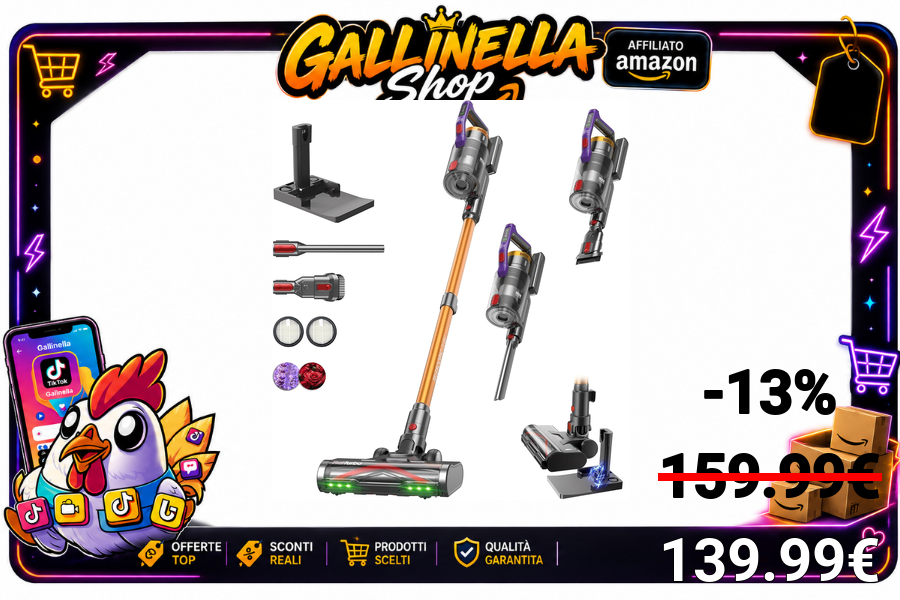 GALLINELLA
Shop
AFFILIATO
amazon
Gallinella
TikTok
Gallinella
-13%
159.99€
139.99€
OFFERTE
TOP
SCONTI
REALI
PRODOTTI
SCELTI
QUALITÀ
GARANTITA